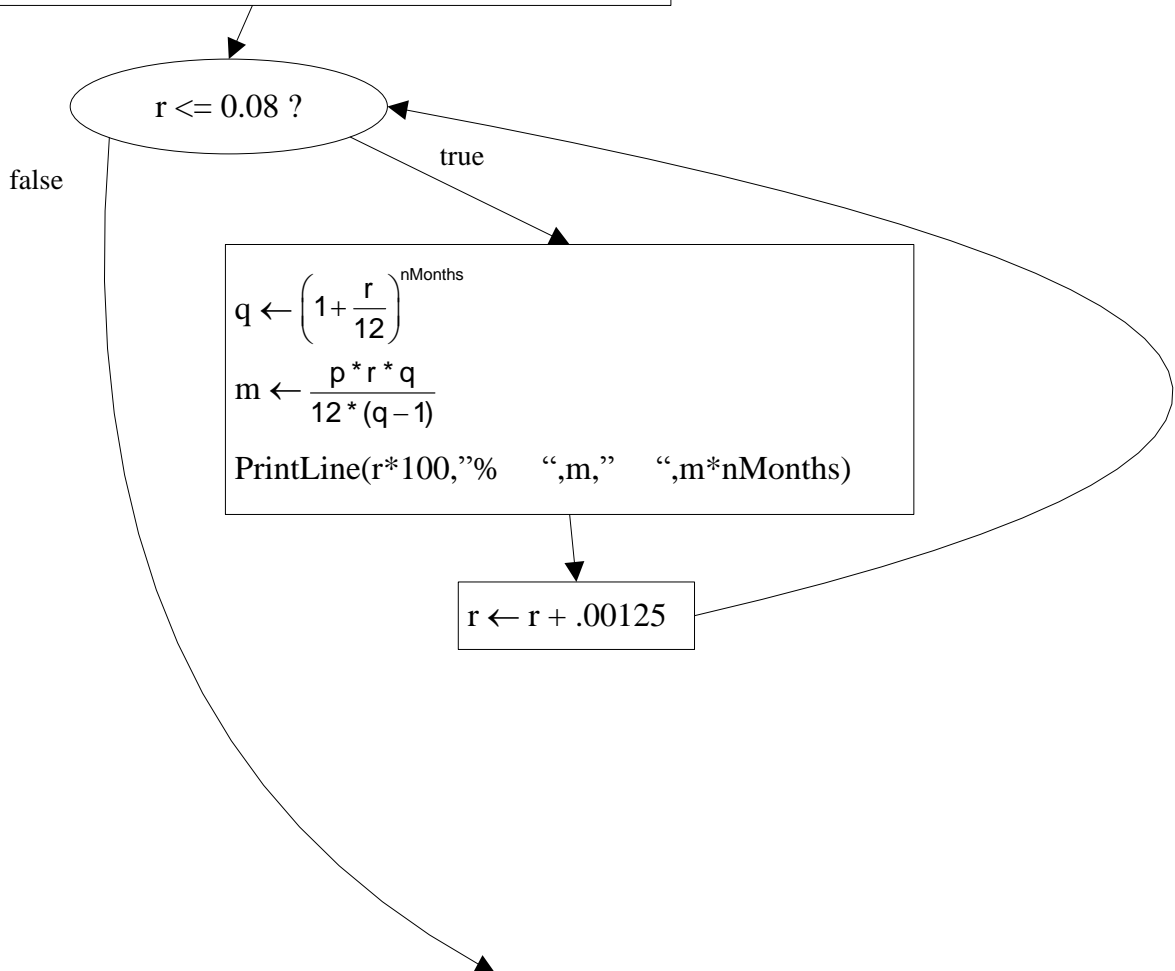 r <= 0.08 ?
true
false
q ← (1 + r/12)^nMonths
m ← p * r * q / 12 * (q – 1)
PrintLine(r*100,”%     “,m,”     “,m*nMonths)
r ← r + .00125